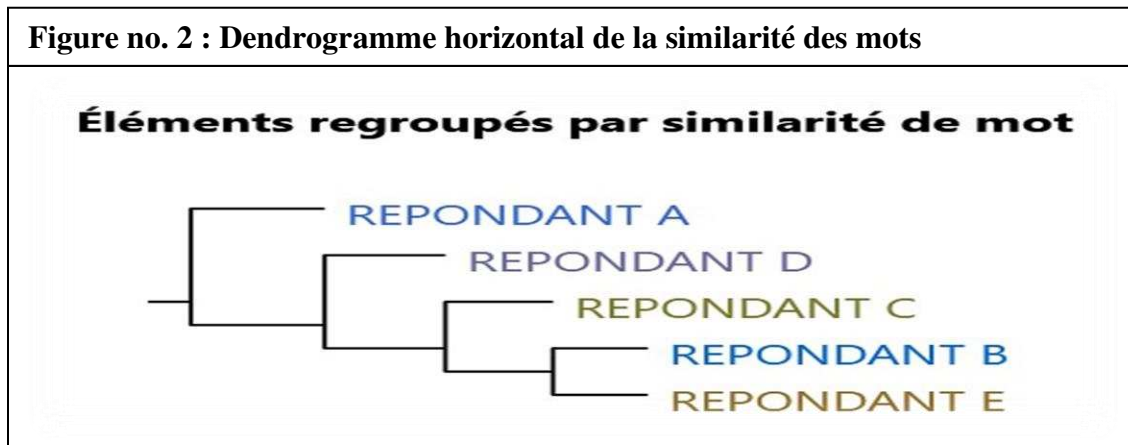 Figure no. 2 : Dendrogramme horizontal de la similarité des mots
Éléments regroupés par similarité de mot
REPONDANT A
REPONDANT D
REPONDANT C
REPONDANT B
REPONDANT E